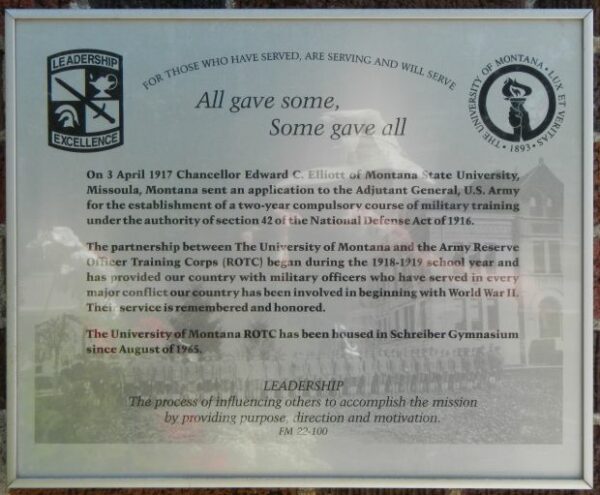 LEADERSHIP
EXCELLENCE
FOR THOSE WHO HAVE SERVED, ARE SERVING AND WILL SERVE
THE UNIVERSITY OF MONTANA • LUX ET VERITAS • 1893 •
All gave some,
Some gave all
On 3 April 1917 Chancellor Edward C. Elliott of Montana State University,
Missoula, Montana sent an application to the Adjutant General, U.S. Army
for the establishment of a two-year compulsory course of military training
under the authority of section 42 of the National Defense Act of 1916.
The partnership between The University of Montana and the Army Reserve
Officer Training Corps (ROTC) began during the 1918-1919 school year and
has provided our country with military officers who have served in every
major conflict our country has been involved in beginning with World War II.
Their service is remembered and honored.
The University of Montana ROTC has been housed in Schreiber Gymnasium
since August of 1965.
LEADERSHIP
The process of influencing others to accomplish the mission
by providing purpose, direction and motivation.
FM 22-100